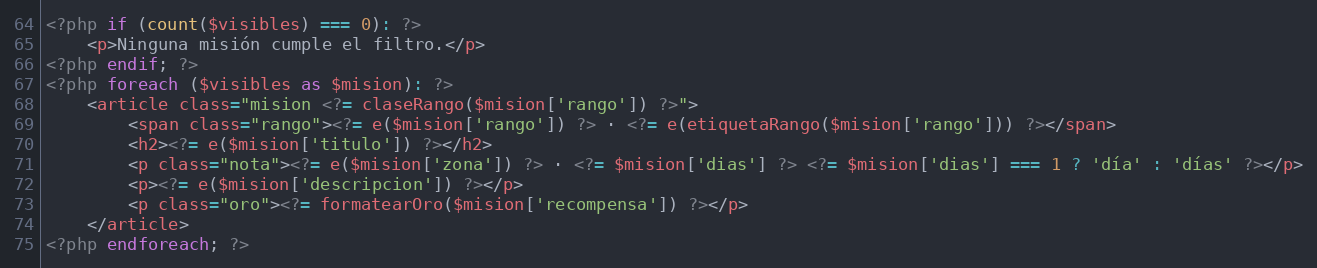 64 <?php if (count($visibles) === 0): ?>
65     <p>Ninguna misión cumple el filtro.</p>
66 <?php endif; ?>
67 <?php foreach ($visibles as $mision): ?>
68     <article class="mision <?= claseRango($mision['rango']) ?>">
69         <span class="rango"><?= e($mision['rango']) ?> · <?= e(etiquetaRango($mision['rango'])) ?></span>
70         <h2><?= e($mision['titulo']) ?></h2>
71         <p class="nota"><?= e($mision['zona']) ?> · <?= $mision['dias'] ?> <?= $mision['dias'] === 1 ? 'día' : 'días' ?></p>
72         <p><?= e($mision['descripcion']) ?></p>
73         <p class="oro"><?= formatearOro($mision['recompensa']) ?></p>
74     </article>
75 <?php endforeach; ?>